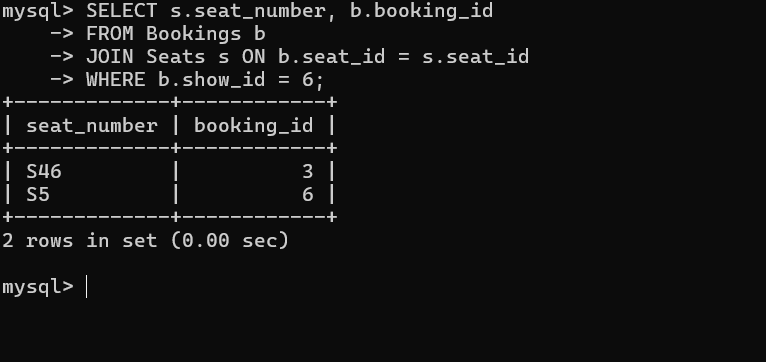 mysql> SELECT s.seat_number, b.booking_id
    -> FROM Bookings b
    -> JOIN Seats s ON b.seat_id = s.seat_id
    -> WHERE b.show_id = 6;
+-------------+------------+
| seat_number | booking_id |
+-------------+------------+
| S46         |          3 |
| S5          |          6 |
+-------------+------------+
2 rows in set (0.00 sec)
mysql>